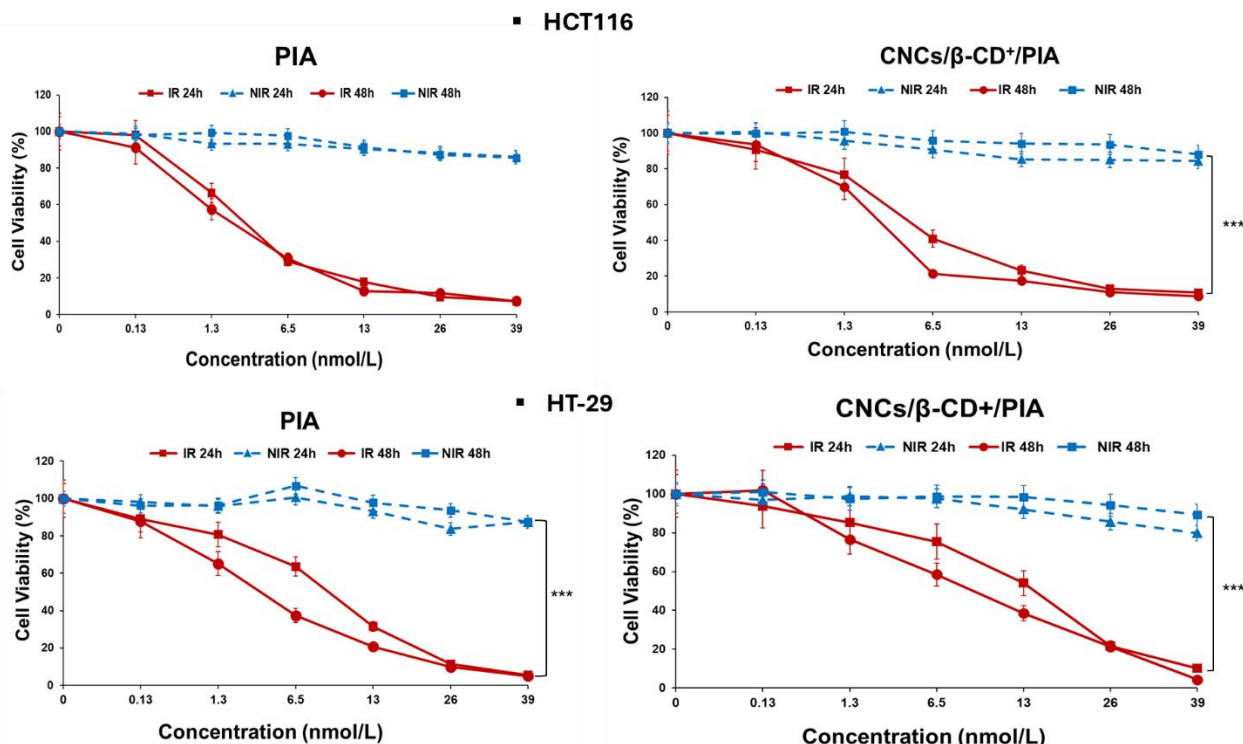 ▪ HCT116
PIA
IR 24h NIR 24h IR 48h NIR 48h
Cell Viability (%)
120
100
80
60
40
20
0
0 0.13 1.3 6.5 13 26 39
Concentration (nmol/L)
CNCs/β-CD⁺/PIA
IR 24h NIR 24h IR 48h NIR 48h
Cell Viability (%)
120
100
80
60
40
20
0
***
0 0.13 1.3 6.5 13 26 39
Concentration (nmol/L)
▪ HT-29
PIA
IR 24h NIR 24h IR 48h NIR 48h
Cell Viability (%)
120
100
80
60
40
20
0
***
0 0.13 1.3 6.5 13 26 39
Concentration (nmol/L)
CNCs/β-CD+/PIA
IR 24h NIR 24h IR 48h NIR 48h
Cell Viability (%)
120
100
80
60
40
20
0
***
0 0.13 1.3 6.5 13 26 39
Concentration (nmol/L)